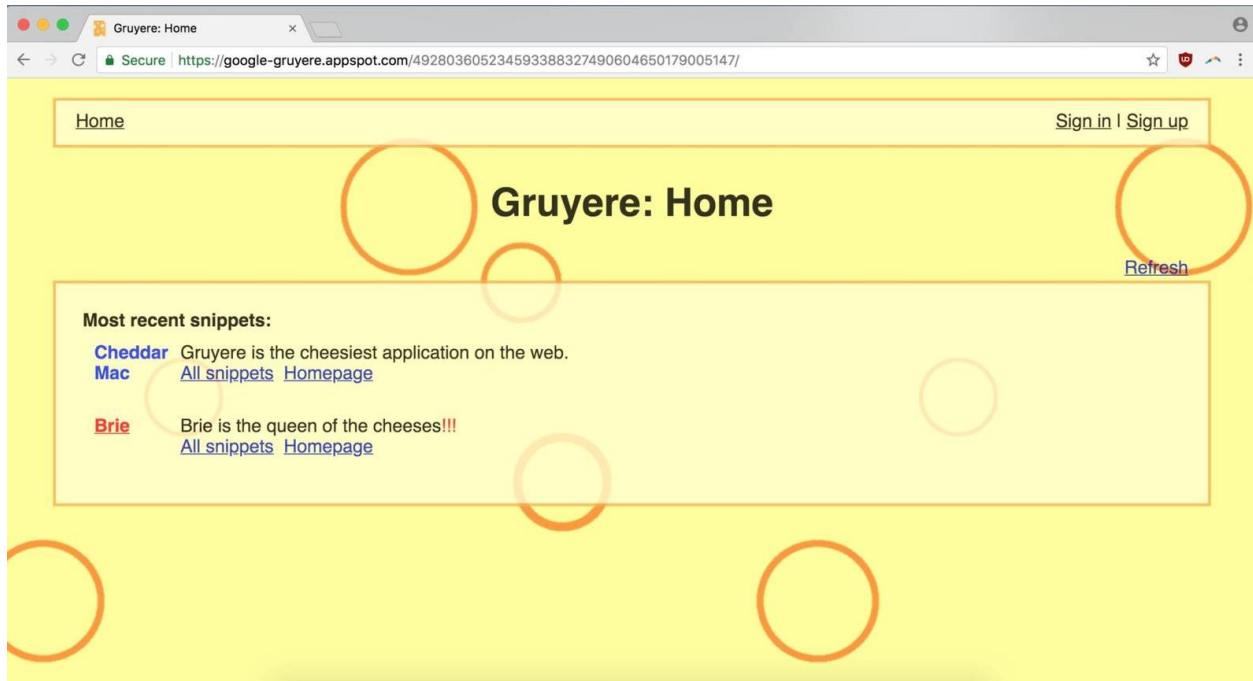 Gruyere: Home
Secure https://google-gruyere.appspot.com/492803605234593388327490604650179005147/
Home Sign in | Sign up
Gruyere: Home
Refresh
Most recent snippets:
Cheddar Gruyere is the cheesiest application on the web.
Mac All snippets Homepage
Brie Brie is the queen of the cheeses!!!
All snippets Homepage